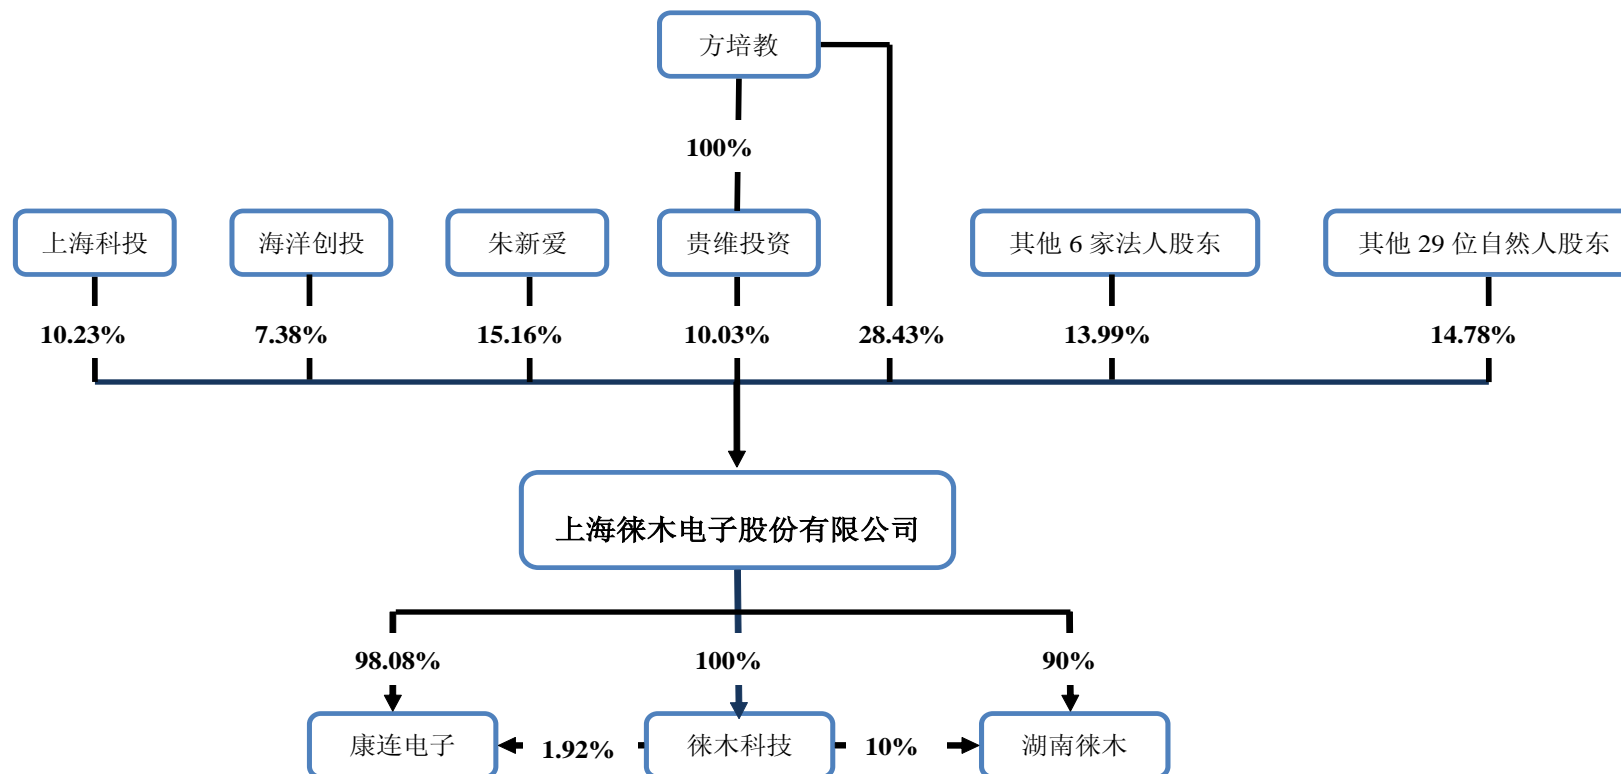 方培教
100%
上海科投
海洋创投
朱新爱
贵维投资
其他 6 家法人股东
其他 29 位自然人股东
10.23%
7.38%
15.16%
10.03%
28.43%
13.99%
14.78%
上海徕木电子股份有限公司
98.08%
100%
90%
康连电子
1.92%
徕木科技
10%
湖南徕木